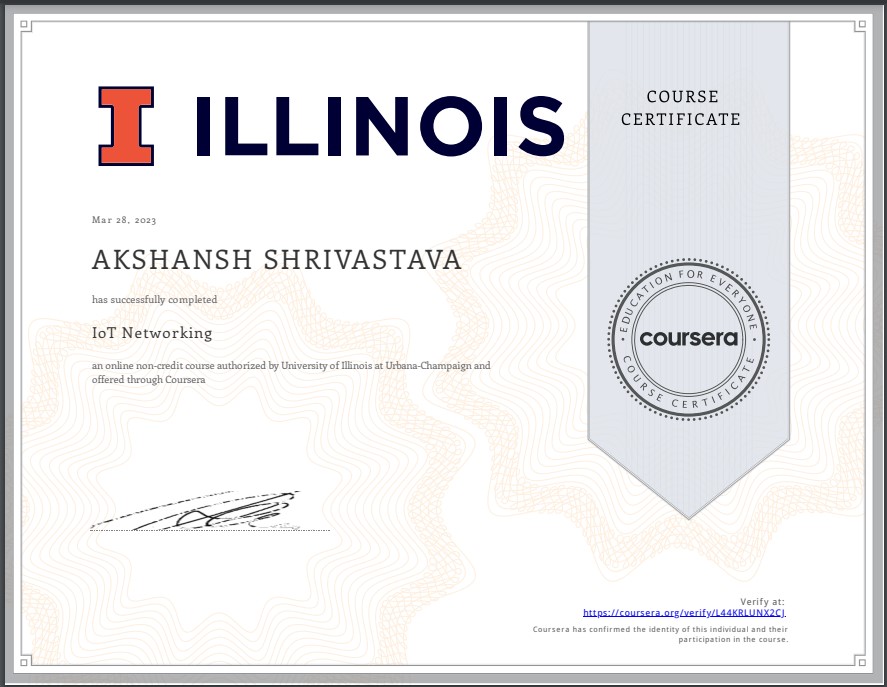 I ILLINOIS
COURSE
CERTIFICATE
Mar 28, 2023
AKSHANSH SHRIVASTAVA
has successfully completed
IoT Networking
an online non-credit course authorized by University of Illinois at Urbana-Champaign and
offered through Coursera
EDUCATION FOR EVERYONE
coursera
COURSE CERTIFICATE
Verify at:
https://coursera.org/verify/L44KRLUNX2CJ
Coursera has confirmed the identity of this individual and their
participation in the course.